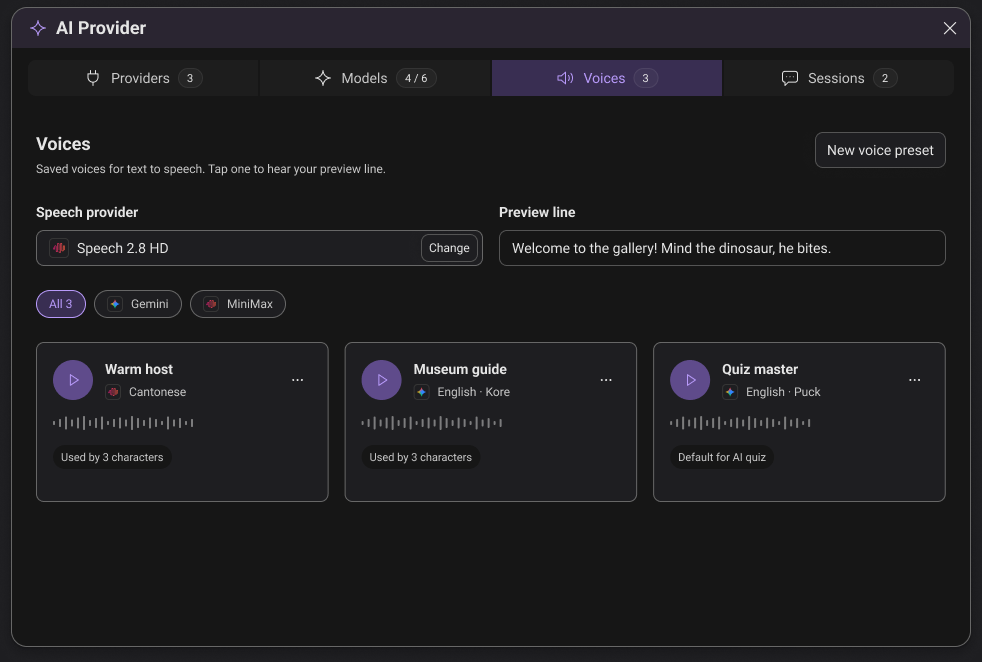 AI Provider
Providers 3
Models 4 / 6
Voices 3
Sessions 2
Voices
Saved voices for text to speech. Tap one to hear your preview line.
New voice preset
Speech provider
Preview line
Speech 2.8 HD
Change
Welcome to the gallery! Mind the dinosaur, he bites.
All 3
Gemini
MiniMax
Warm host
Cantonese
Used by 3 characters
Museum guide
English · Kore
Used by 3 characters
Quiz master
English · Puck
Default for AI quiz